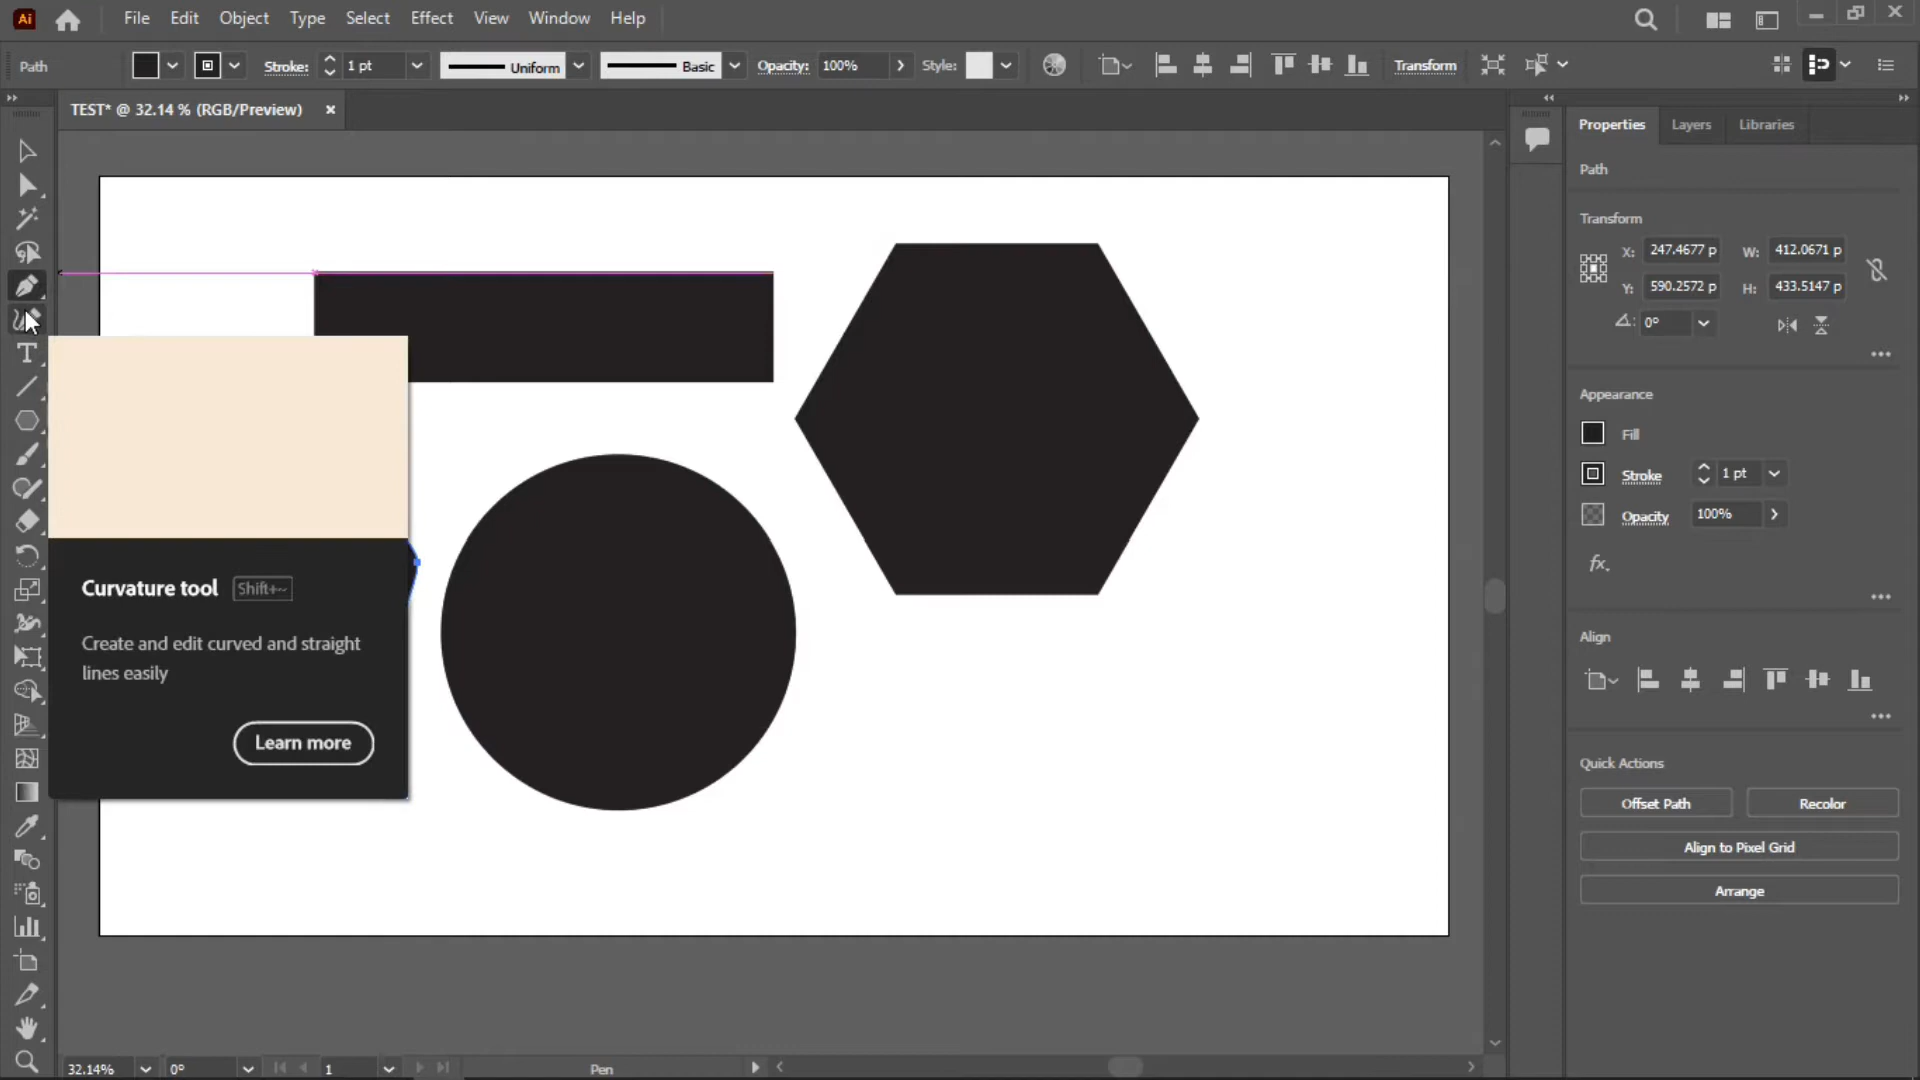 Ai File Edit Object Type Select Effect View Window Help
Path Stroke: 1 pt Uniform Basic Opacity: 100% Style: Transform
TEST* @ 32.14 % (RGB/Preview) ×
Properties Layers Libraries
Path
Transform
X: 247.4677 p W: 412.0671 p
Y: 590.2572 p H: 433.5147 p
0°
Appearance
Fill
Stroke 1 pt
Opacity 100%
fx.
Align
Quick Actions
Offset Path Recolor
Align to Pixel Grid
Arrange
Curvature tool Shift+~
Create and edit curved and straight
lines easily
Learn more
32.14% 0° 1 Pen